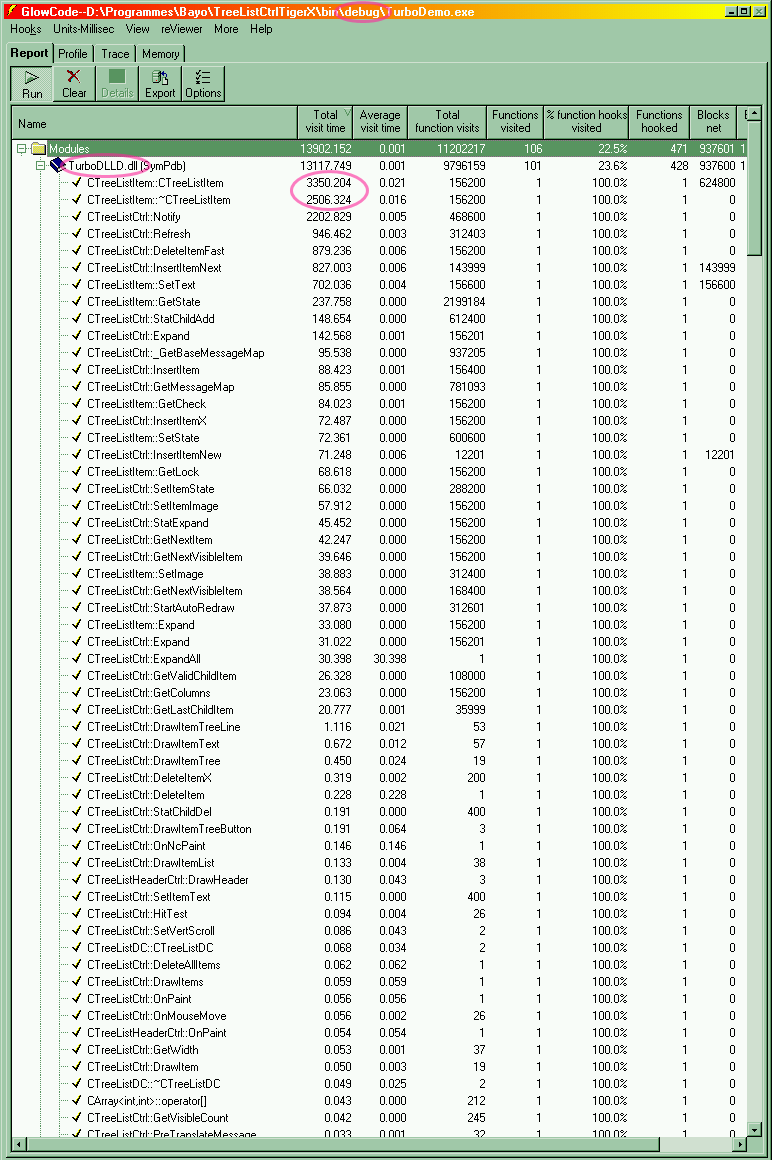 GlowCode--D:\Programmes\Bayo\TreeListCtrlTigerX\bin\debug\TurboDemo.exe
Hooks Units-Millisec View reViewer More Help
Report Profile Trace Memory
Run Clear Details Export Options
Name Total visit time Average visit time Total function visits Functions visited % function hooks visited Functions hooked Blocks net
Modules 13902.152 0.001 11202217 106 22.5% 471 937601 1
TurboDLLD.dll (SymPdb) 13117.749 0.001 9796159 101 23.6% 428 937600 1
CTreeListItem::CTreeListItem 3350.204 0.021 156200 1 100.0% 1 624800
CTreeListItem::~CTreeListItem 2506.324 0.016 156200 1 100.0% 1 0
CTreeListCtrl::Notify 2202.829 0.005 468600 1 100.0% 1 0
CTreeListCtrl::Refresh 946.462 0.003 312403 1 100.0% 1 0
CTreeListCtrl::DeleteItemFast 879.236 0.006 156200 1 100.0% 1 0
CTreeListCtrl::InsertItemNext 827.003 0.006 143999 1 100.0% 1 143999
CTreeListItem::SetText 702.036 0.004 156600 1 100.0% 1 156600
CTreeListItem::GetState 237.758 0.000 2199184 1 100.0% 1 0
CTreeListCtrl::StatChildAdd 148.654 0.000 612400 1 100.0% 1 0
CTreeListCtrl::Expand 142.568 0.001 156201 1 100.0% 1 0
CTreeListCtrl::_GetBaseMessageMap 95.538 0.000 937205 1 100.0% 1 0
CTreeListCtrl::InsertItem 88.423 0.001 156400 1 100.0% 1 0
CTreeListCtrl::GetMessageMap 85.855 0.000 781093 1 100.0% 1 0
CTreeListItem::GetCheck 84.023 0.001 156200 1 100.0% 1 0
CTreeListCtrl::InsertItemX 72.487 0.000 156200 1 100.0% 1 0
CTreeListItem::SetState 72.361 0.000 600600 1 100.0% 1 0
CTreeListCtrl::InsertItemNew 71.248 0.006 12201 1 100.0% 1 12201
CTreeListItem::GetLock 68.618 0.000 156200 1 100.0% 1 0
CTreeListCtrl::SetItemState 66.032 0.000 288200 1 100.0% 1 0
CTreeListCtrl::SetItemImage 57.912 0.000 156200 1 100.0% 1 0
CTreeListCtrl::StatExpand 45.452 0.000 156200 1 100.0% 1 0
CTreeListCtrl::GetNextItem 42.247 0.000 156200 1 100.0% 1 0
CTreeListCtrl::GetNextVisibleItem 39.646 0.000 156200 1 100.0% 1 0
CTreeListItem::SetImage 38.883 0.000 312400 1 100.0% 1 0
CTreeListCtrl::GetNextVisibleItem 38.564 0.000 168400 1 100.0% 1 0
CTreeListCtrl::StartAutoRedraw 37.873 0.000 312601 1 100.0% 1 0
CTreeListItem::Expand 33.080 0.000 156200 1 100.0% 1 0
CTreeListCtrl::Expand 31.022 0.000 156201 1 100.0% 1 0
CTreeListCtrl::ExpandAll 30.398 30.398 1 1 100.0% 1 0
CTreeListCtrl::GetValidChildItem 26.328 0.000 108000 1 100.0% 1 0
CTreeListCtrl::GetColumns 23.063 0.000 156200 1 100.0% 1 0
CTreeListCtrl::GetLastChildItem 20.777 0.001 35999 1 100.0% 1 0
CTreeListCtrl::DrawItemTreeLine 1.116 0.021 53 1 100.0% 1 0
CTreeListCtrl::DrawItemText 0.672 0.012 57 1 100.0% 1 0
CTreeListCtrl::DrawItemTree 0.450 0.024 19 1 100.0% 1 0
CTreeListCtrl::DeleteItemX 0.319 0.002 200 1 100.0% 1 0
CTreeListCtrl::DeleteItem 0.228 0.228 1 1 100.0% 1 0
CTreeListCtrl::StatChildDel 0.191 0.000 400 1 100.0% 1 0
CTreeListCtrl::DrawItemTreeButton 0.191 0.064 3 1 100.0% 1 0
CTreeListCtrl::OnNcPaint 0.146 0.146 1 1 100.0% 1 0
CTreeListCtrl::DrawItemList 0.133 0.004 38 1 100.0% 1 0
CTreeListHeaderCtrl::DrawHeader 0.130 0.043 3 1 100.0% 1 0
CTreeListCtrl::SetItemText 0.115 0.000 400 1 100.0% 1 0
CTreeListCtrl::HitTest 0.094 0.004 26 1 100.0% 1 0
CTreeListCtrl::SetVertScroll 0.086 0.043 2 1 100.0% 1 0
CTreeListDC::CTreeListDC 0.068 0.034 2 1 100.0% 1 0
CTreeListCtrl::DeleteAllItems 0.062 0.062 1 1 100.0% 1 0
CTreeListCtrl::DrawItems 0.059 0.059 1 1 100.0% 1 0
CTreeListCtrl::OnPaint 0.056 0.056 1 1 100.0% 1 0
CTreeListCtrl::OnMouseMove 0.056 0.002 26 1 100.0% 1 0
CTreeListHeaderCtrl::OnPaint 0.054 0.054 1 1 100.0% 1 0
CTreeListCtrl::GetWidth 0.053 0.001 37 1 100.0% 1 0
CTreeListCtrl::DrawItem 0.050 0.003 19 1 100.0% 1 0
CTreeListDC::~CTreeListDC 0.049 0.025 2 1 100.0% 1 0
CArray<int,int>::operator[] 0.043 0.000 212 1 100.0% 1 0
CTreeListCtrl::GetVisibleCount 0.042 0.000 245 1 100.0% 1 0
CTreeListCtrl::PreTranslateMessage 0.033 0.001 32 1 100.0% 1 0